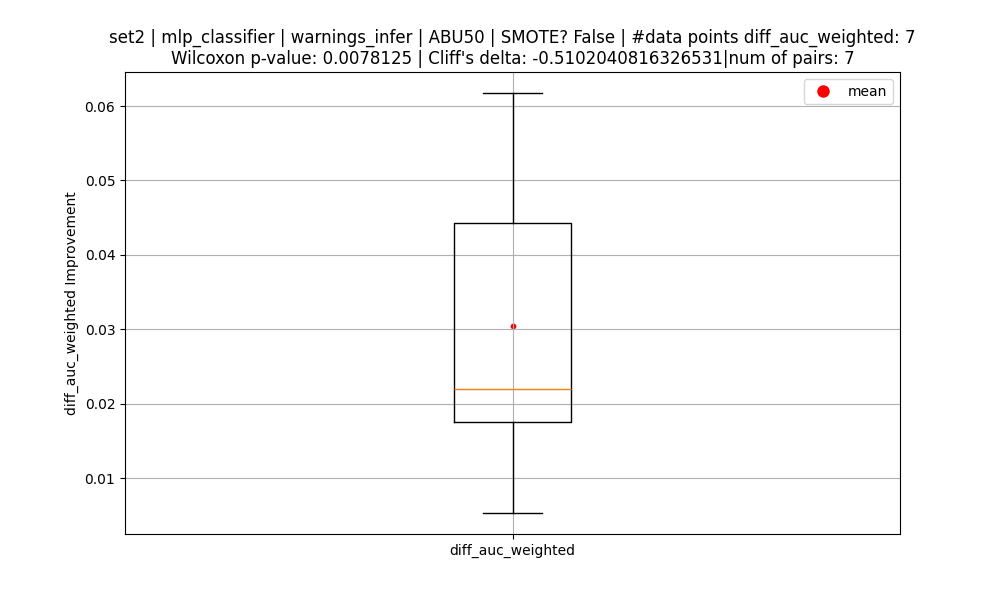 set2 | mlp_classifier | warnings_infer | ABU50 | SMOTE? False | #data points diff_auc_weighted: 7
Wilcoxon p-value: 0.0078125 | Cliff's delta: -0.5102040816326531|num of pairs: 7
mean
0.06
0.05
0.04
0.03
0.02
0.01
diff_auc_weighted Improvement
diff_auc_weighted